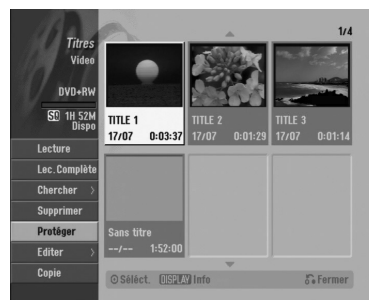 1/4
Titres
Vidéo
DVD+RW
SQ 1H 52M
Dispo
Lecture
Lec.Complète
Chercher >
Supprimer
Protéger
Editer >
Copie
TITLE 1
17/07 0:03:37
TITLE 2
17/07 0:01:29
TITLE 3
17/07 0:01:14
Sans titre
--/-- 1:52:00
Séléct. DISPLAY Info
Fermer